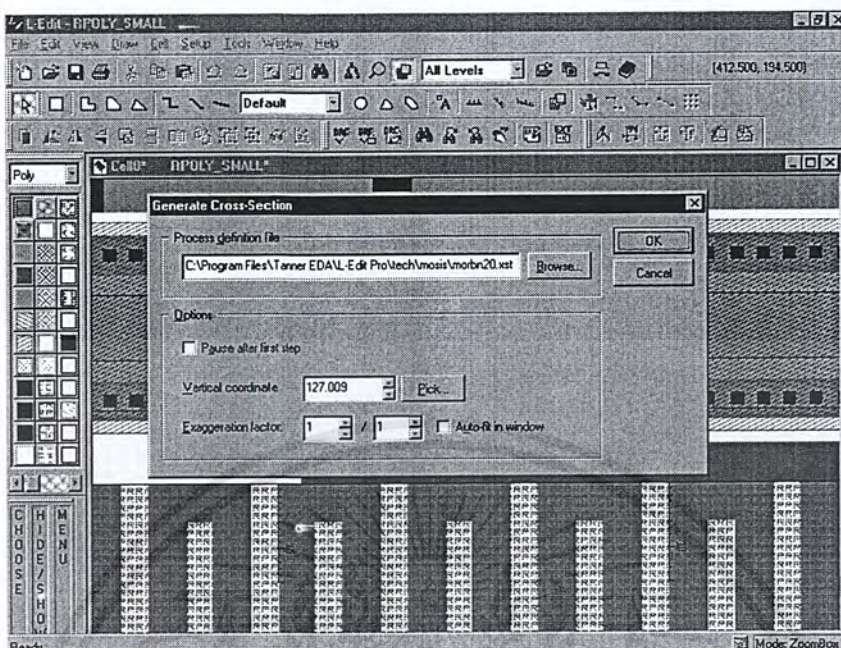 L-Edit - RPOLY_SMALL
File Edit View Draw Cell Setup Tools Window Help
All Levels
(412.500, 194.500)
Default
Poly
Cell0* RPOLY_SMALL*
Generate Cross-Section
Process definition file
C:\Program Files\Tanner EDA\L-Edit Pro\tech\mosis\morbn20.xst
Browse...
OK
Cancel
Options
Pause after first step
Vertical coordinate
127.009
Pick...
Exaggeration factor:
1 / 1
Auto-fit in window
CHOOSE
HIDE/SHOW
MENU
Ready
Mode: ZoomBox